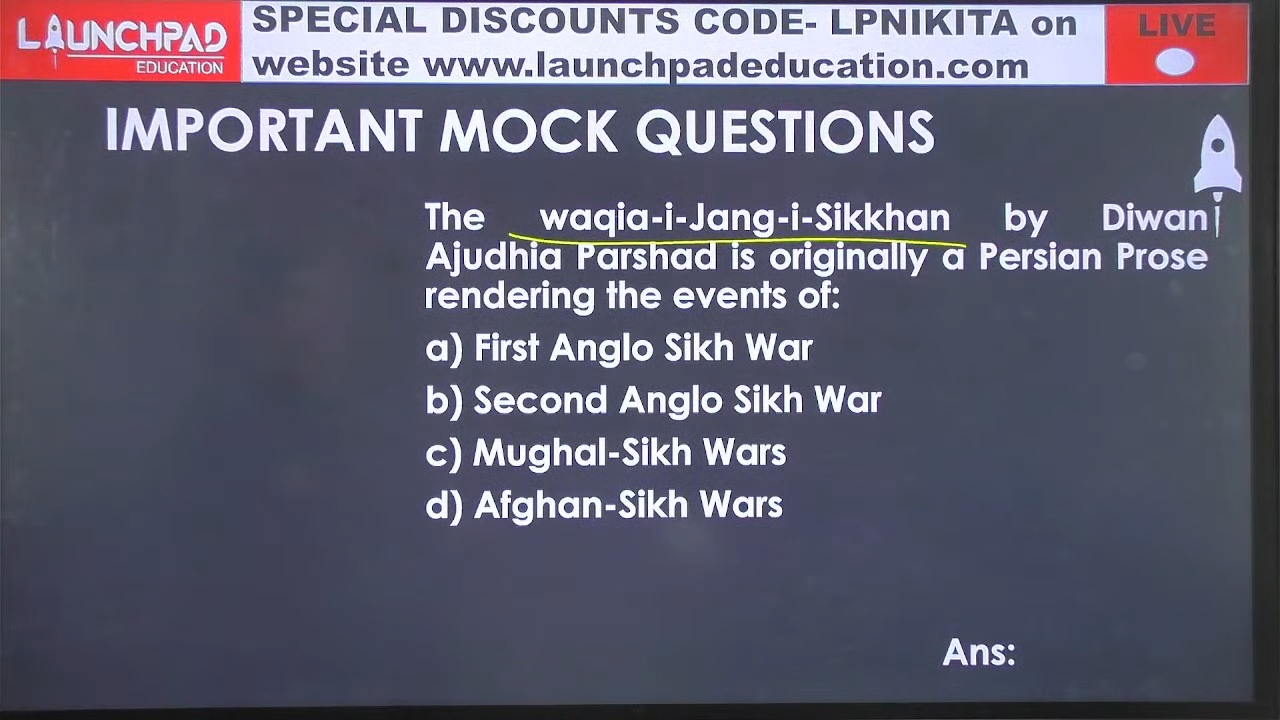 LAUNCHPAD
EDUCATION
SPECIAL DISCOUNTS CODE- LPNIKITA on
website www.launchpadeducation.com
LIVE
IMPORTANT MOCK QUESTIONS
The waqia-i-Jang-i-Sikkhan by Diwan
Ajudhia Parshad is originally a Persian Prose
rendering the events of:
a) First Anglo Sikh War
b) Second Anglo Sikh War
c) Mughal-Sikh Wars
d) Afghan-Sikh Wars
Ans: